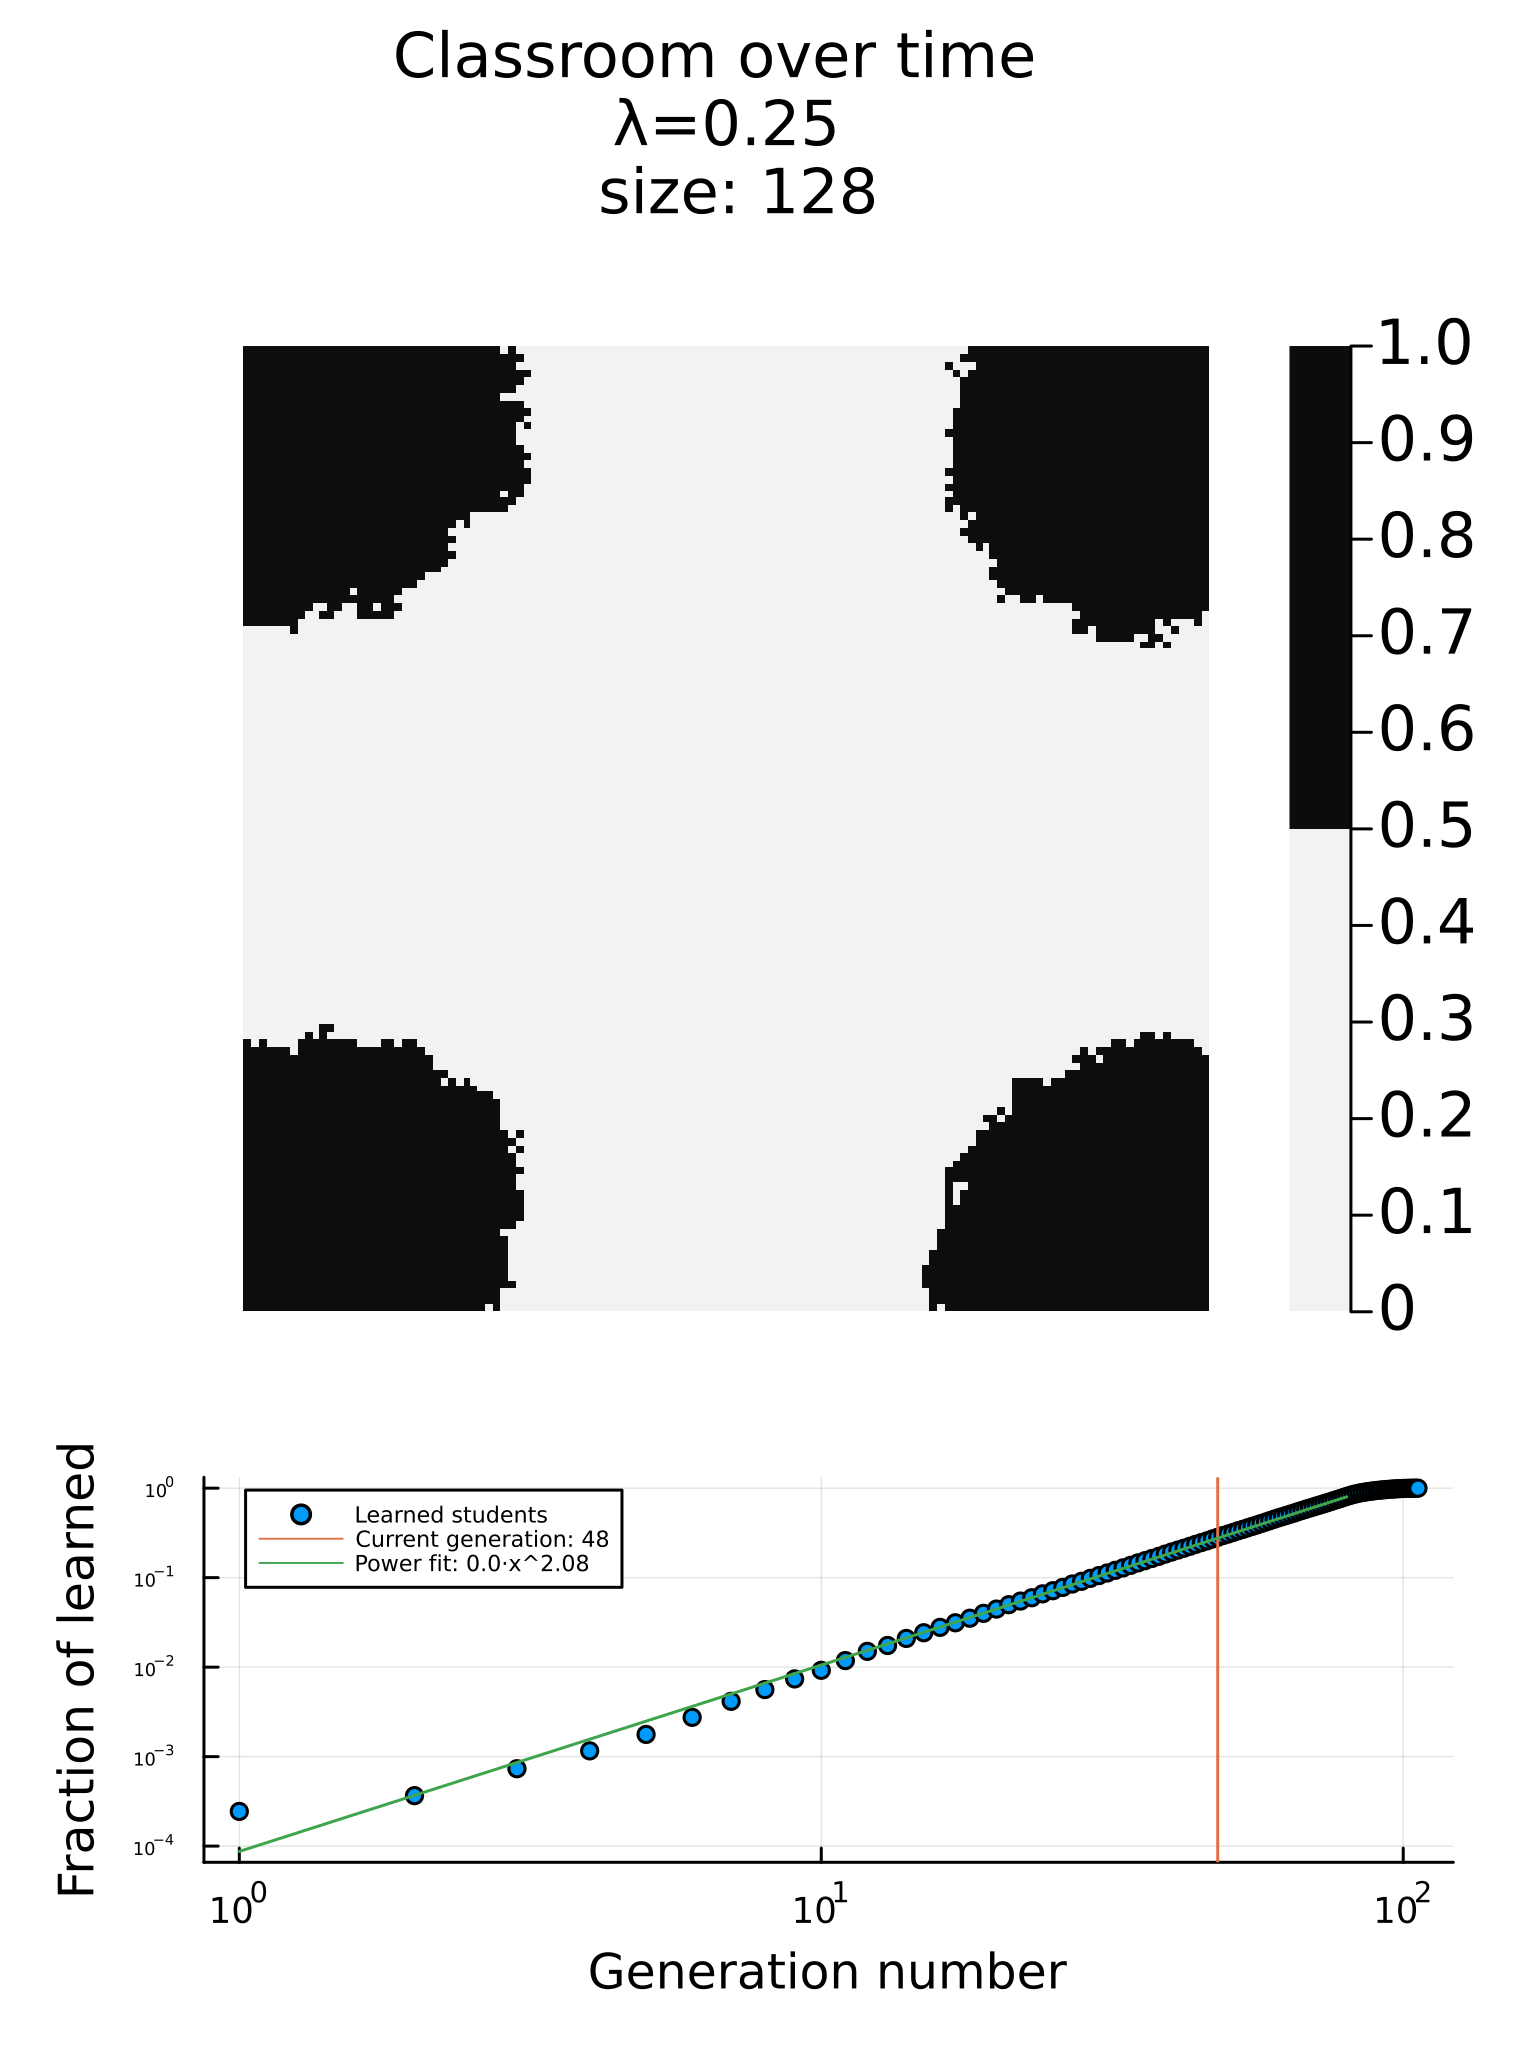 Classroom over time
λ=0.25
size: 128
1.0
0.9
0.8
0.7
0.6
0.5
0.4
0.3
0.2
0.1
0
Fraction of learned
10^0
10^-1
10^-2
10^-3
10^-4
Learned students
Current generation: 48
Power fit: 0.0·x^2.08
10^0 10^1 10^2
Generation number